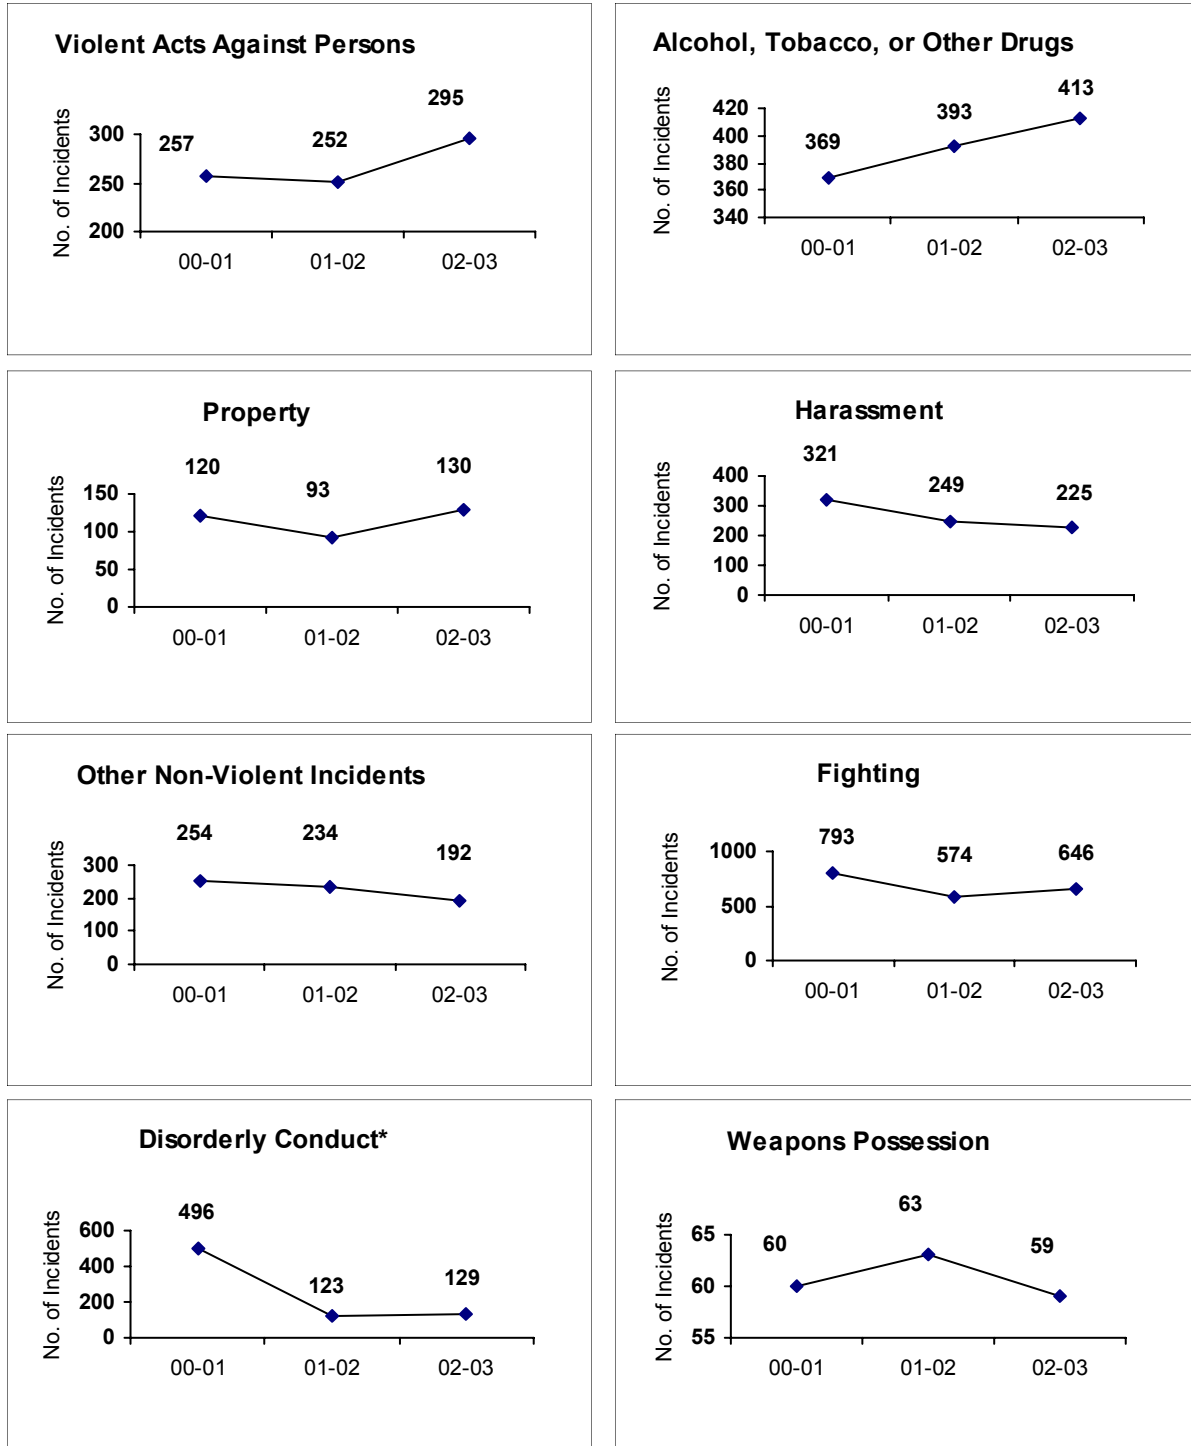 Violent Acts Against Persons
No. of Incidents
295
257
252
300
250
200
00-01 01-02 02-03
Alcohol, Tobacco, or Other Drugs
No. of Incidents
413
393
369
420
400
380
360
340
00-01 01-02 02-03
Property
No. of Incidents
120
93
130
150
100
50
0
00-01 01-02 02-03
Harassment
No. of Incidents
321
249
225
400
300
200
100
0
00-01 01-02 02-03
Other Non-Violent Incidents
No. of Incidents
254
234
192
300
200
100
0
00-01 01-02 02-03
Fighting
No. of Incidents
793
574
646
1000
500
0
00-01 01-02 02-03
Disorderly Conduct*
No. of Incidents
496
123
129
600
400
200
0
00-01 01-02 02-03
Weapons Possession
No. of Incidents
63
60
59
65
60
55
00-01 01-02 02-03